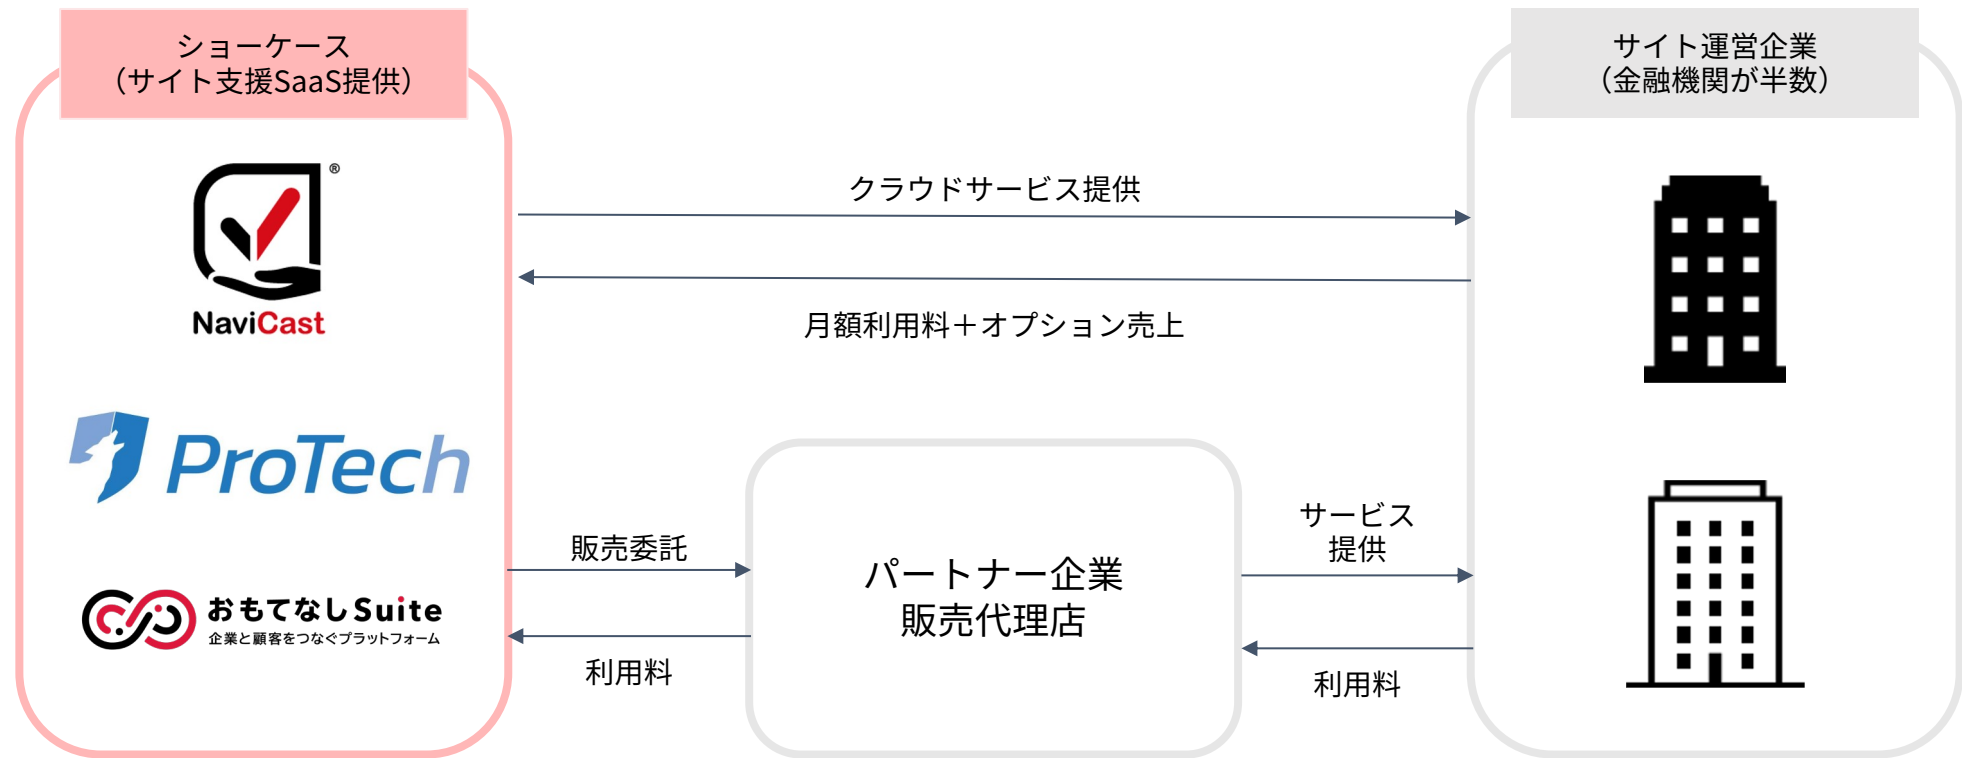 ショーケース
（サイト支援SaaS提供）
サイト運営企業
（金融機関が半数）
®
NaviCast
クラウドサービス提供
月額利用料＋オプション売上
ProTech
おもてなしSuite
企業と顧客をつなぐプラットフォーム
販売委託
利用料
パートナー企業
販売代理店
サービス
提供
利用料